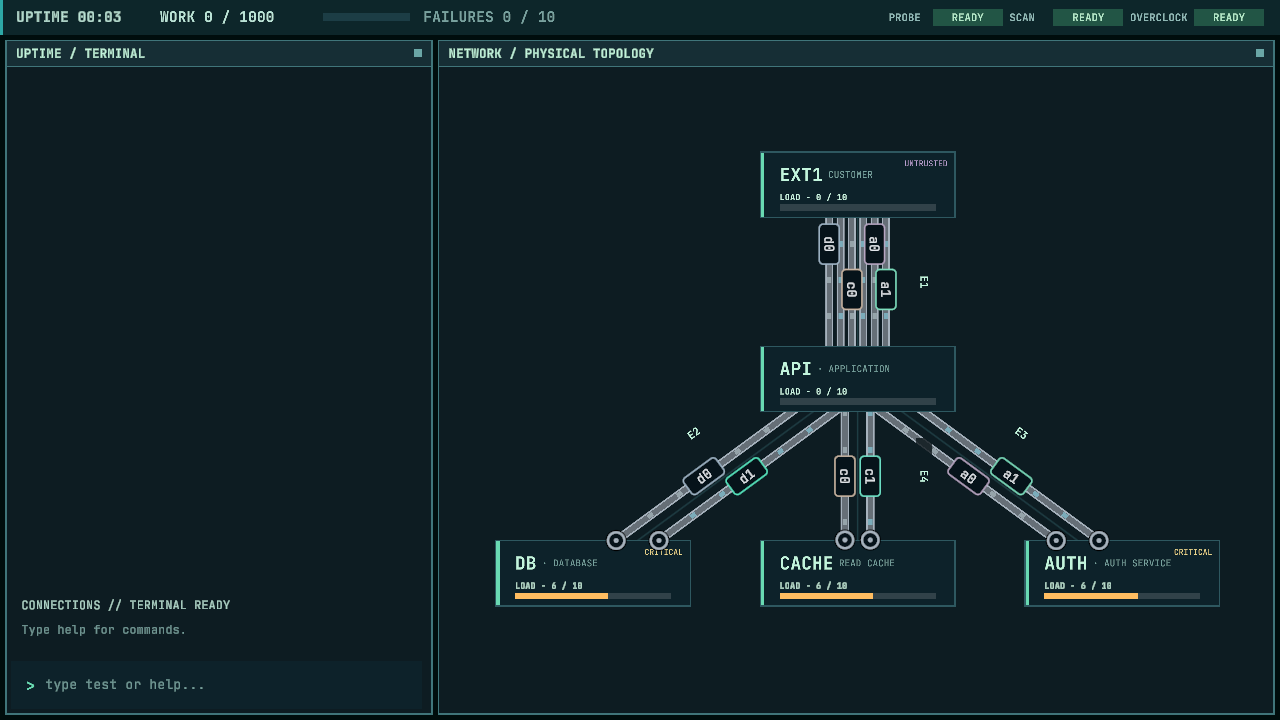 UPTIME 00:03 WORK 0 / 1000 FAILURES 0 / 10 PROBE READY SCAN READY OVERCLOCK READY
UPTIME / TERMINAL
NETWORK / PHYSICAL TOPOLOGY
UNTRUSTED
EXT1 CUSTOMER
LOAD - 0 / 10
d0 a0
c0 a1 E1
API · APPLICATION
LOAD - 0 / 10
E2 E3
d0 d1 c0 c1 E4 a0 a1
CRITICAL
DB · DATABASE
LOAD - 6 / 10
CACHE READ CACHE
LOAD - 6 / 10
CRITICAL
AUTH · AUTH SERVICE
LOAD - 6 / 10
CONNECTIONS // TERMINAL READY
Type help for commands.
> type test or help...